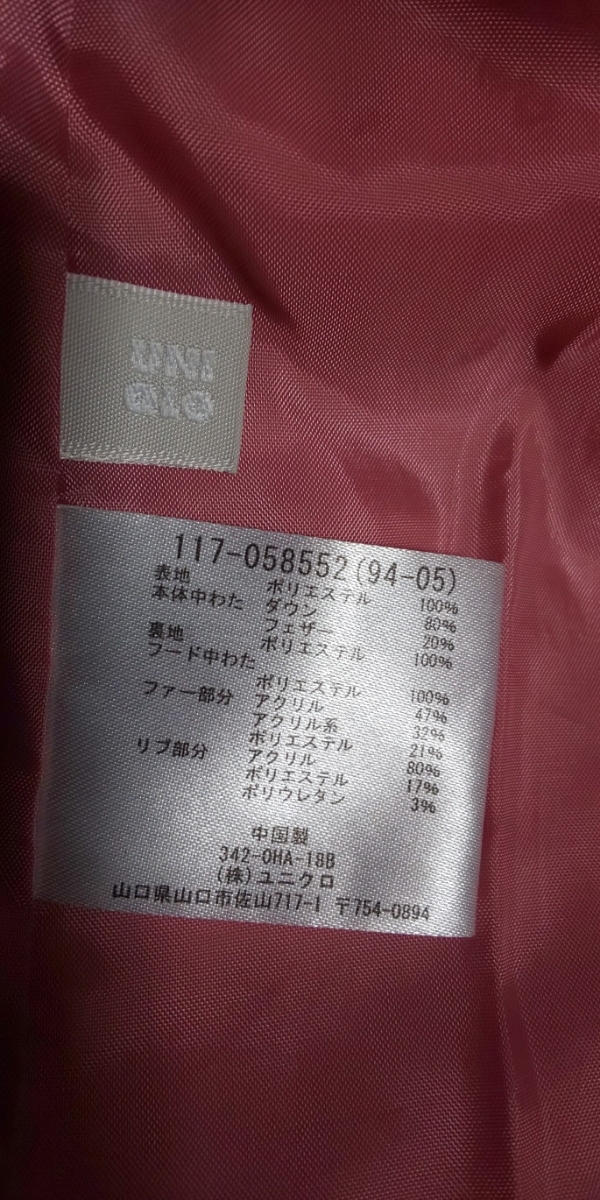 UNI
QLO
117-058552(94-05)
表地 ポリエステル 100%
本体中わた ダウン 80%
フェザー 20%
裏地 ポリエステル 100%
フード中わた
ポリエステル 100%
ファー部分 アクリル 47%
アクリル系 32%
ポリエステル 21%
リブ部分 アクリル 80%
ポリエステル 17%
ポリウレタン 3%
中国製
342-0HA-18B
(株)ユニクロ
山口県山口市佐山717-1 〒754-0894